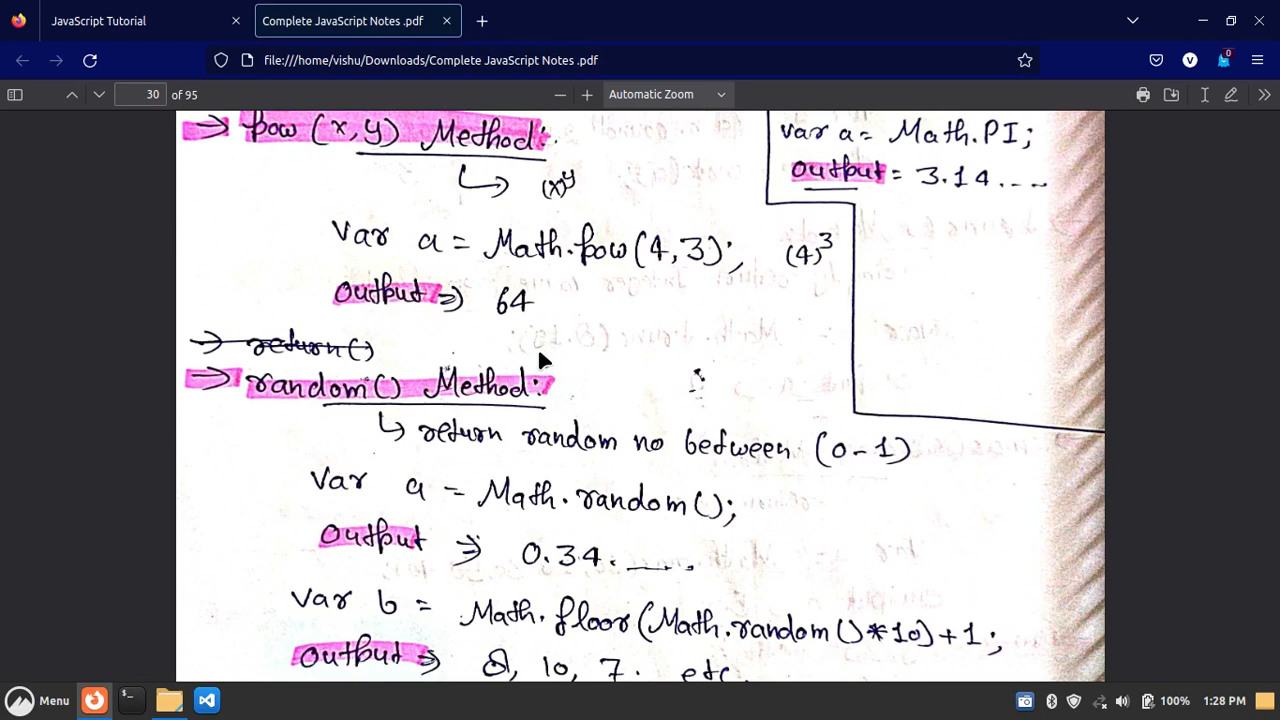 JavaScript Tutorial
Complete JavaScript Notes .pdf
file:///home/vishu/Downloads/Complete JavaScript Notes .pdf
V
0
30 of 95
Automatic Zoom
→ pow (x,y) Method:
↳ (x)^y
var a = Math.pow(4,3); (4)^3
Output => 64
var a = Math.PI;
Output = 3.14....
→ return()
→ random() Method:
↳ return random no between (0-1)
var a = Math.random();
Output => 0.34.....
var b = Math.floor(Math.random()*10)+1;
Output => 8, 10, 7. etc.
Menu
100%
1:28 PM